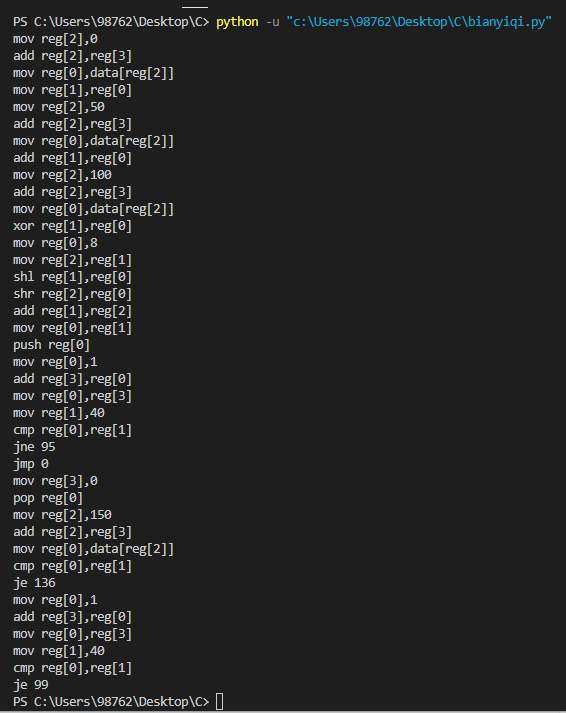 PS C:\Users\98762\Desktop\C> python -u "c:\Users\98762\Desktop\C\bianyiqi.py"
mov reg[2],0
add reg[2],reg[3]
mov reg[0],data[reg[2]]
mov reg[1],reg[0]
mov reg[2],50
add reg[2],reg[3]
mov reg[0],data[reg[2]]
add reg[1],reg[0]
mov reg[2],100
add reg[2],reg[3]
mov reg[0],data[reg[2]]
xor reg[1],reg[0]
mov reg[0],8
mov reg[2],reg[1]
shl reg[1],reg[0]
shr reg[2],reg[0]
add reg[1],reg[2]
mov reg[0],reg[1]
push reg[0]
mov reg[0],1
add reg[3],reg[0]
mov reg[0],reg[3]
mov reg[1],40
cmp reg[0],reg[1]
jne 95
jmp 0
mov reg[3],0
pop reg[0]
mov reg[2],150
add reg[2],reg[3]
mov reg[0],data[reg[2]]
cmp reg[0],reg[1]
je 136
mov reg[0],1
add reg[3],reg[0]
mov reg[0],reg[3]
mov reg[1],40
cmp reg[0],reg[1]
je 99
PS C:\Users\98762\Desktop\C>